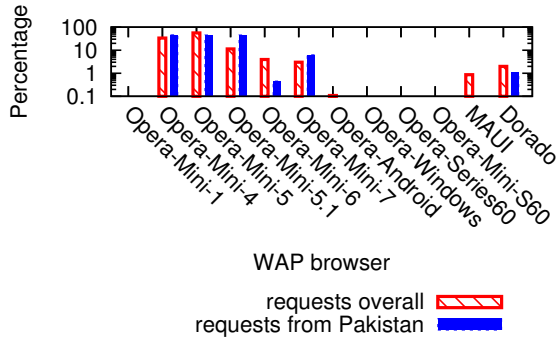 Percentage
100
10
1
0.1
Opera-Mini-1
Opera-Mini-4
Opera-Mini-5
Opera-Mini-5.1
Opera-Mini-6
Opera-Mini-7
Opera-Android
Opera-Windows
Opera-Series60
Opera-Mini-S60
MAUI
Dorado
WAP browser
requests overall
requests from Pakistan